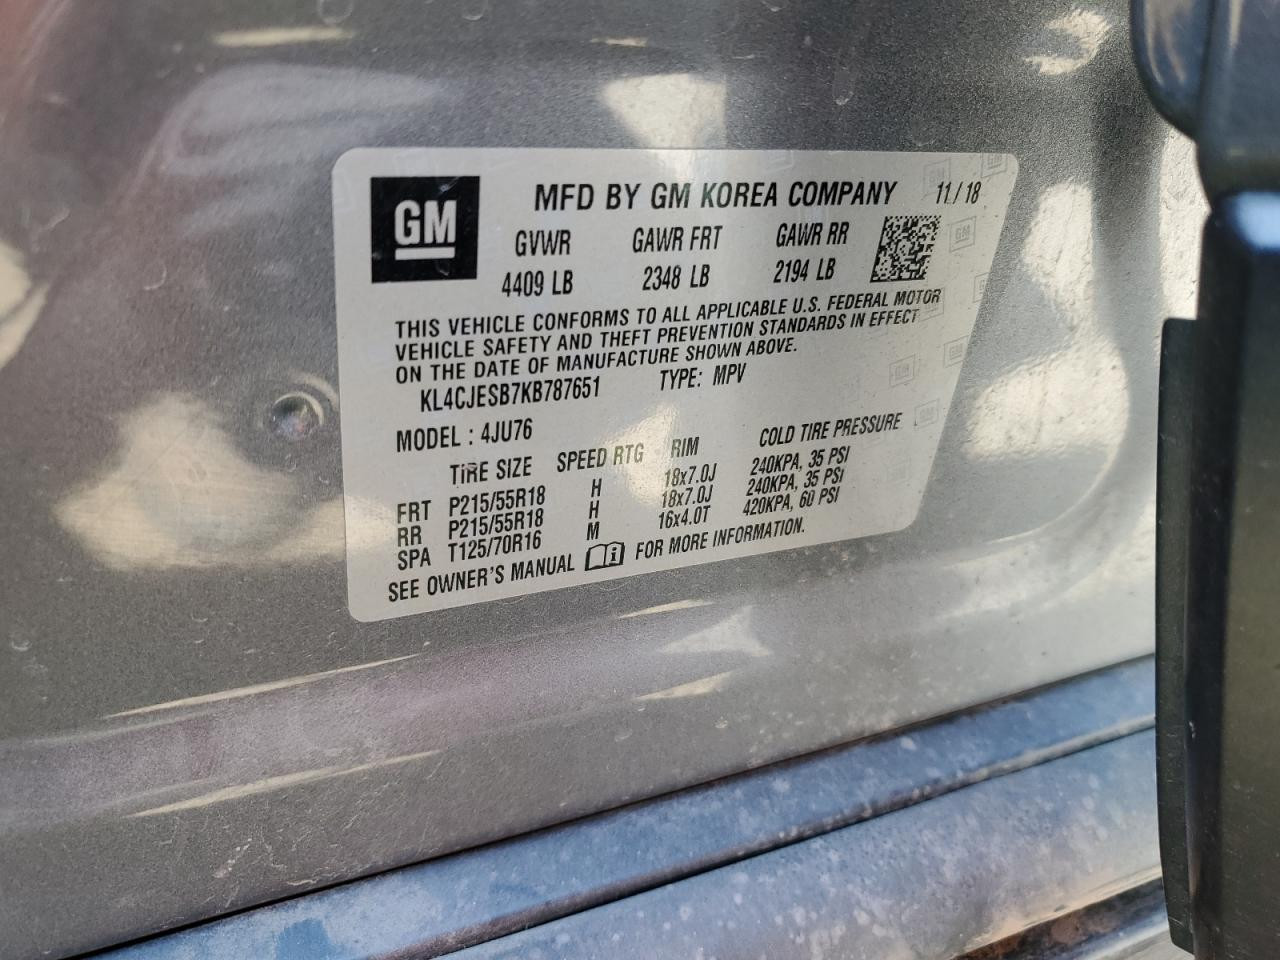 GM
MFD BY GM KOREA COMPANY 11 / 18
GVWR GAWR FRT GAWR RR
4409 LB 2348 LB 2194 LB
THIS VEHICLE CONFORMS TO ALL APPLICABLE U.S. FEDERAL MOTOR
VEHICLE SAFETY AND THEFT PREVENTION STANDARDS IN EFFECT
ON THE DATE OF MANUFACTURE SHOWN ABOVE.
KL4CJESB7KB787651 TYPE: MPV
MODEL : 4JU76
TIRE SIZE SPEED RTG RIM COLD TIRE PRESSURE
FRT P215/55R18 H 18x7.0J 240KPA, 35 PSI
RR P215/55R18 H 18x7.0J 240KPA, 35 PSI
SPA T125/70R16 M 16x4.0T 420KPA, 60 PSI
SEE OWNER'S MANUAL FOR MORE INFORMATION.